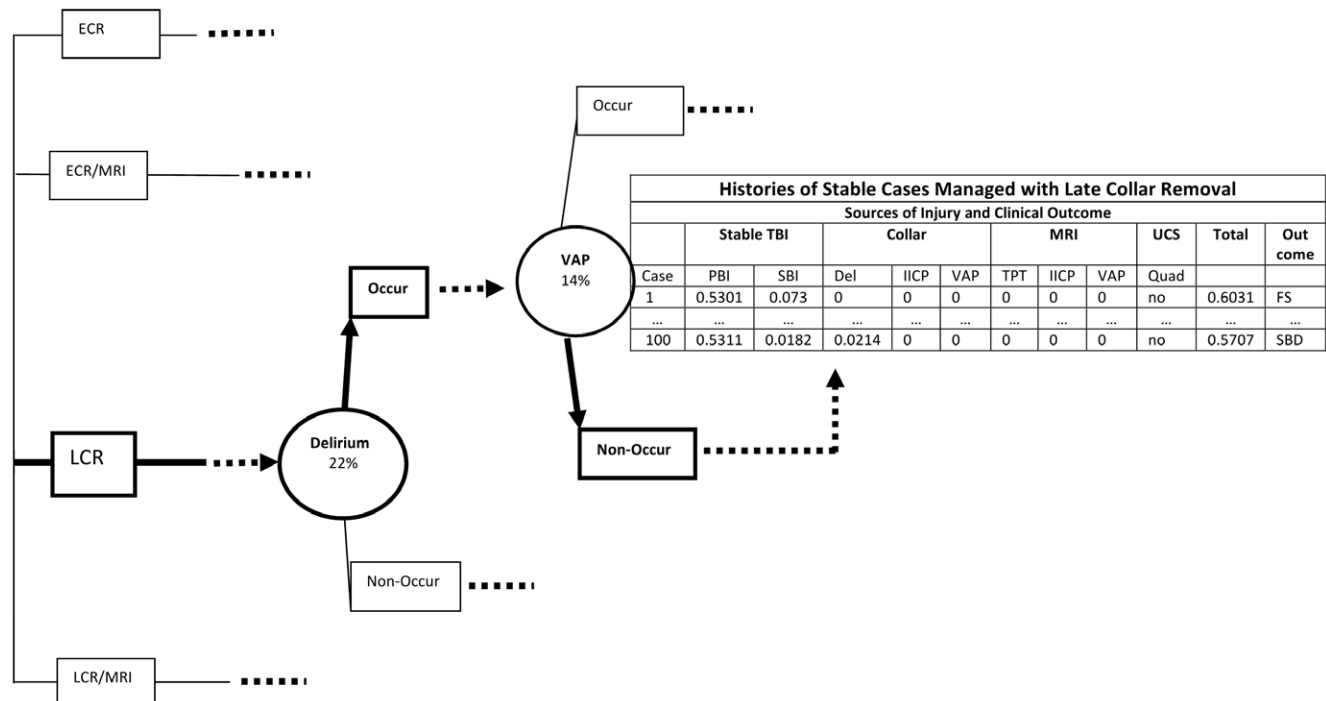 ECR
ECR/MRI
Occur
Histories of Stable Cases Managed with Late Collar Removal
Sources of Injury and Clinical Outcome
Stable TBI Collar MRI UCS Total Out
come
Case PBI SBI Del IICP VAP TPT IICP VAP Quad
1 0.5301 0.073 0 0 0 0 0 0 no 0.6031 FS
... ... ... ... ... ... ... ... ... ... ... ...
100 0.5311 0.0182 0.0214 0 0 0 0 0 no 0.5707 SBD
VAP
14%
Occur
LCR
Delirium
22%
Non-Occur
Non-Occur
LCR/MRI